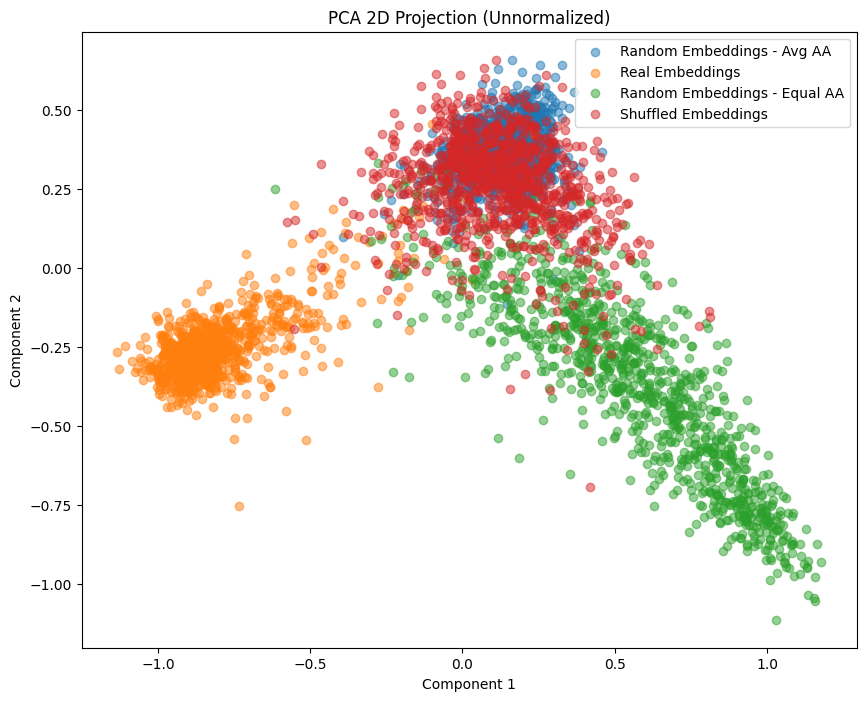 PCA 2D Projection (Unnormalized)
Random Embeddings - Avg AA
Real Embeddings
Random Embeddings - Equal AA
Shuffled Embeddings
Component 2
0.50
0.25
0.00
−0.25
−0.50
−0.75
−1.00
−1.0
−0.5
0.0
0.5
1.0
Component 1